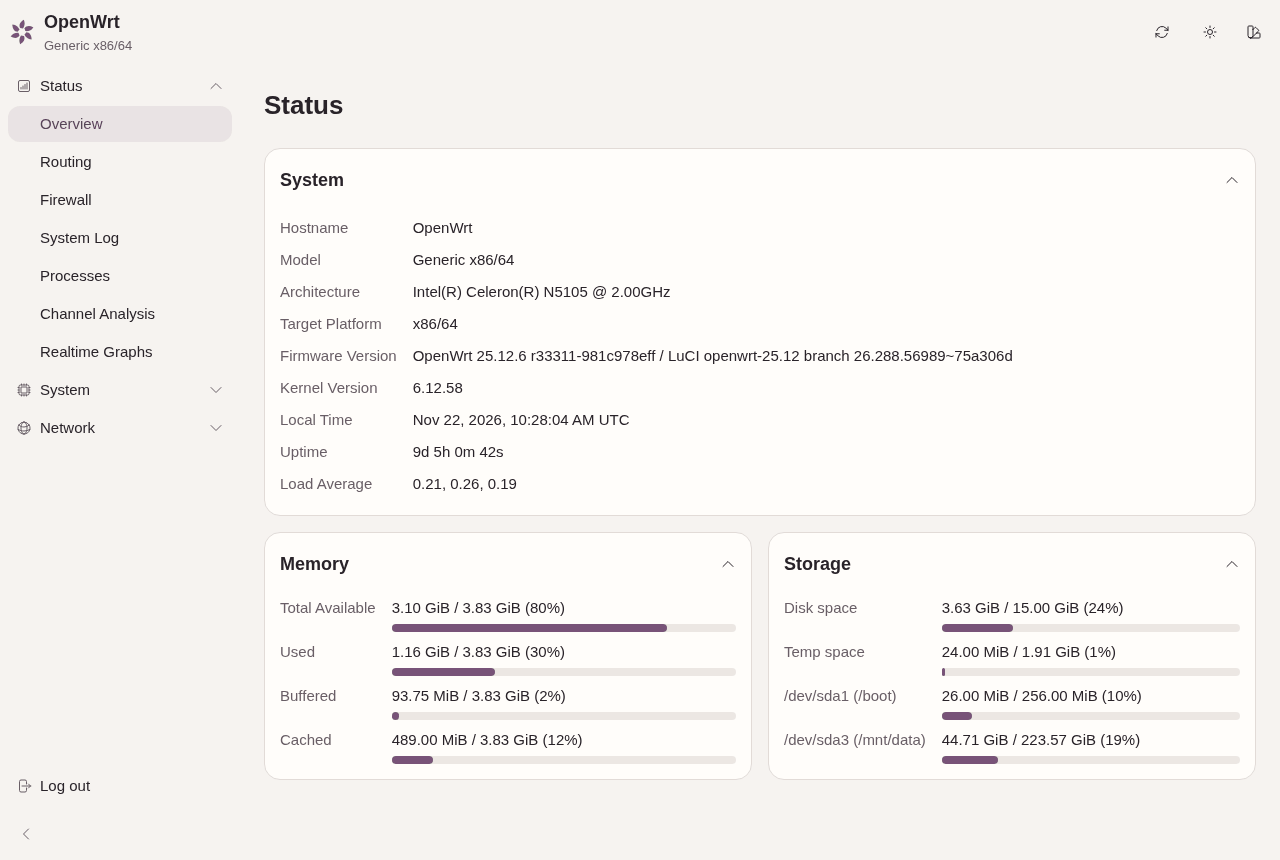 OpenWrt
Generic x86/64
Status
Overview
Routing
Firewall
System Log
Processes
Channel Analysis
Realtime Graphs
System
Network
Log out
Status
System
Hostname OpenWrt
Model Generic x86/64
Architecture Intel(R) Celeron(R) N5105 @ 2.00GHz
Target Platform x86/64
Firmware Version OpenWrt 25.12.6 r33311-981c978eff / LuCI openwrt-25.12 branch 26.288.56989~75a306d
Kernel Version 6.12.58
Local Time Nov 22, 2026, 10:28:04 AM UTC
Uptime 9d 5h 0m 42s
Load Average 0.21, 0.26, 0.19
Memory
Total Available 3.10 GiB / 3.83 GiB (80%)
Used 1.16 GiB / 3.83 GiB (30%)
Buffered 93.75 MiB / 3.83 GiB (2%)
Cached 489.00 MiB / 3.83 GiB (12%)
Storage
Disk space 3.63 GiB / 15.00 GiB (24%)
Temp space 24.00 MiB / 1.91 GiB (1%)
/dev/sda1 (/boot) 26.00 MiB / 256.00 MiB (10%)
/dev/sda3 (/mnt/data) 44.71 GiB / 223.57 GiB (19%)